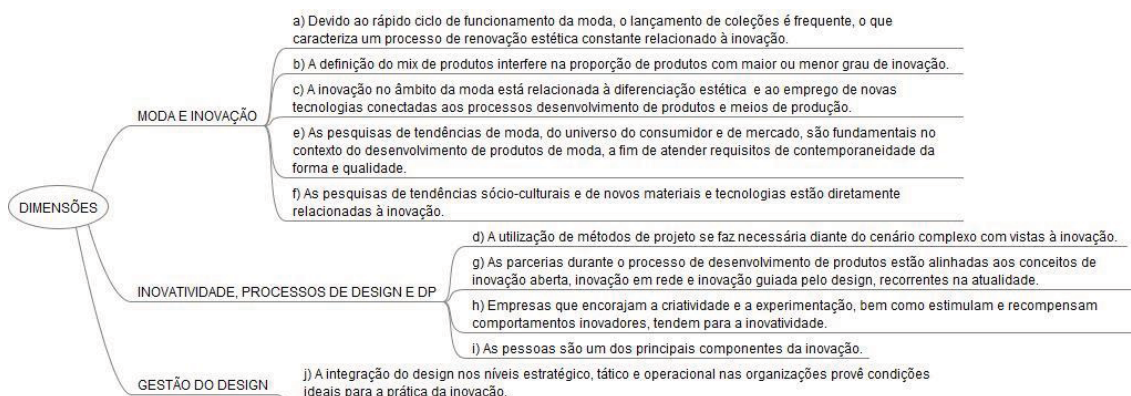 a) Devido ao rápido ciclo de funcionamento da moda, o lançamento de coleções é frequente, o que
caracteriza um processo de renovação estética constante relacionado à inovação.
b) A definição do mix de produtos interfere na proporção de produtos com maior ou menor grau de inovação.
c) A inovação no âmbito da moda está relacionada à diferenciação estética e ao emprego de novas
tecnologias conectadas aos processos desenvolvimento de produtos e meios de produção.
MODA E INOVAÇÃO
e) As pesquisas de tendências de moda, do universo do consumidor e de mercado, são fundamentais no
contexto do desenvolvimento de produtos de moda, a fim de atender requisitos de contemporaneidade da
forma e qualidade.
f) As pesquisas de tendências sócio-culturais e de novos materiais e tecnologias estão diretamente
relacionadas à inovação.
DIMENSÕES
d) A utilização de métodos de projeto se faz necessária diante do cenário complexo com vistas à inovação.
g) As parcerias durante o processo de desenvolvimento de produtos estão alinhadas aos conceitos de
inovação aberta, inovação em rede e inovação guiada pelo design, recorrentes na atualidade.
INOVATIVIDADE, PROCESSOS DE DESIGN E DP
h) Empresas que encorajam a criatividade e a experimentação, bem como estimulam e recompensam
comportamentos inovadores, tendem para a inovatividade.
i) As pessoas são um dos principais componentes da inovação.
GESTÃO DO DESIGN
j) A integração do design nos níveis estratégico, tático e operacional nas organizações provê condições
ideais para a prática da inovação.